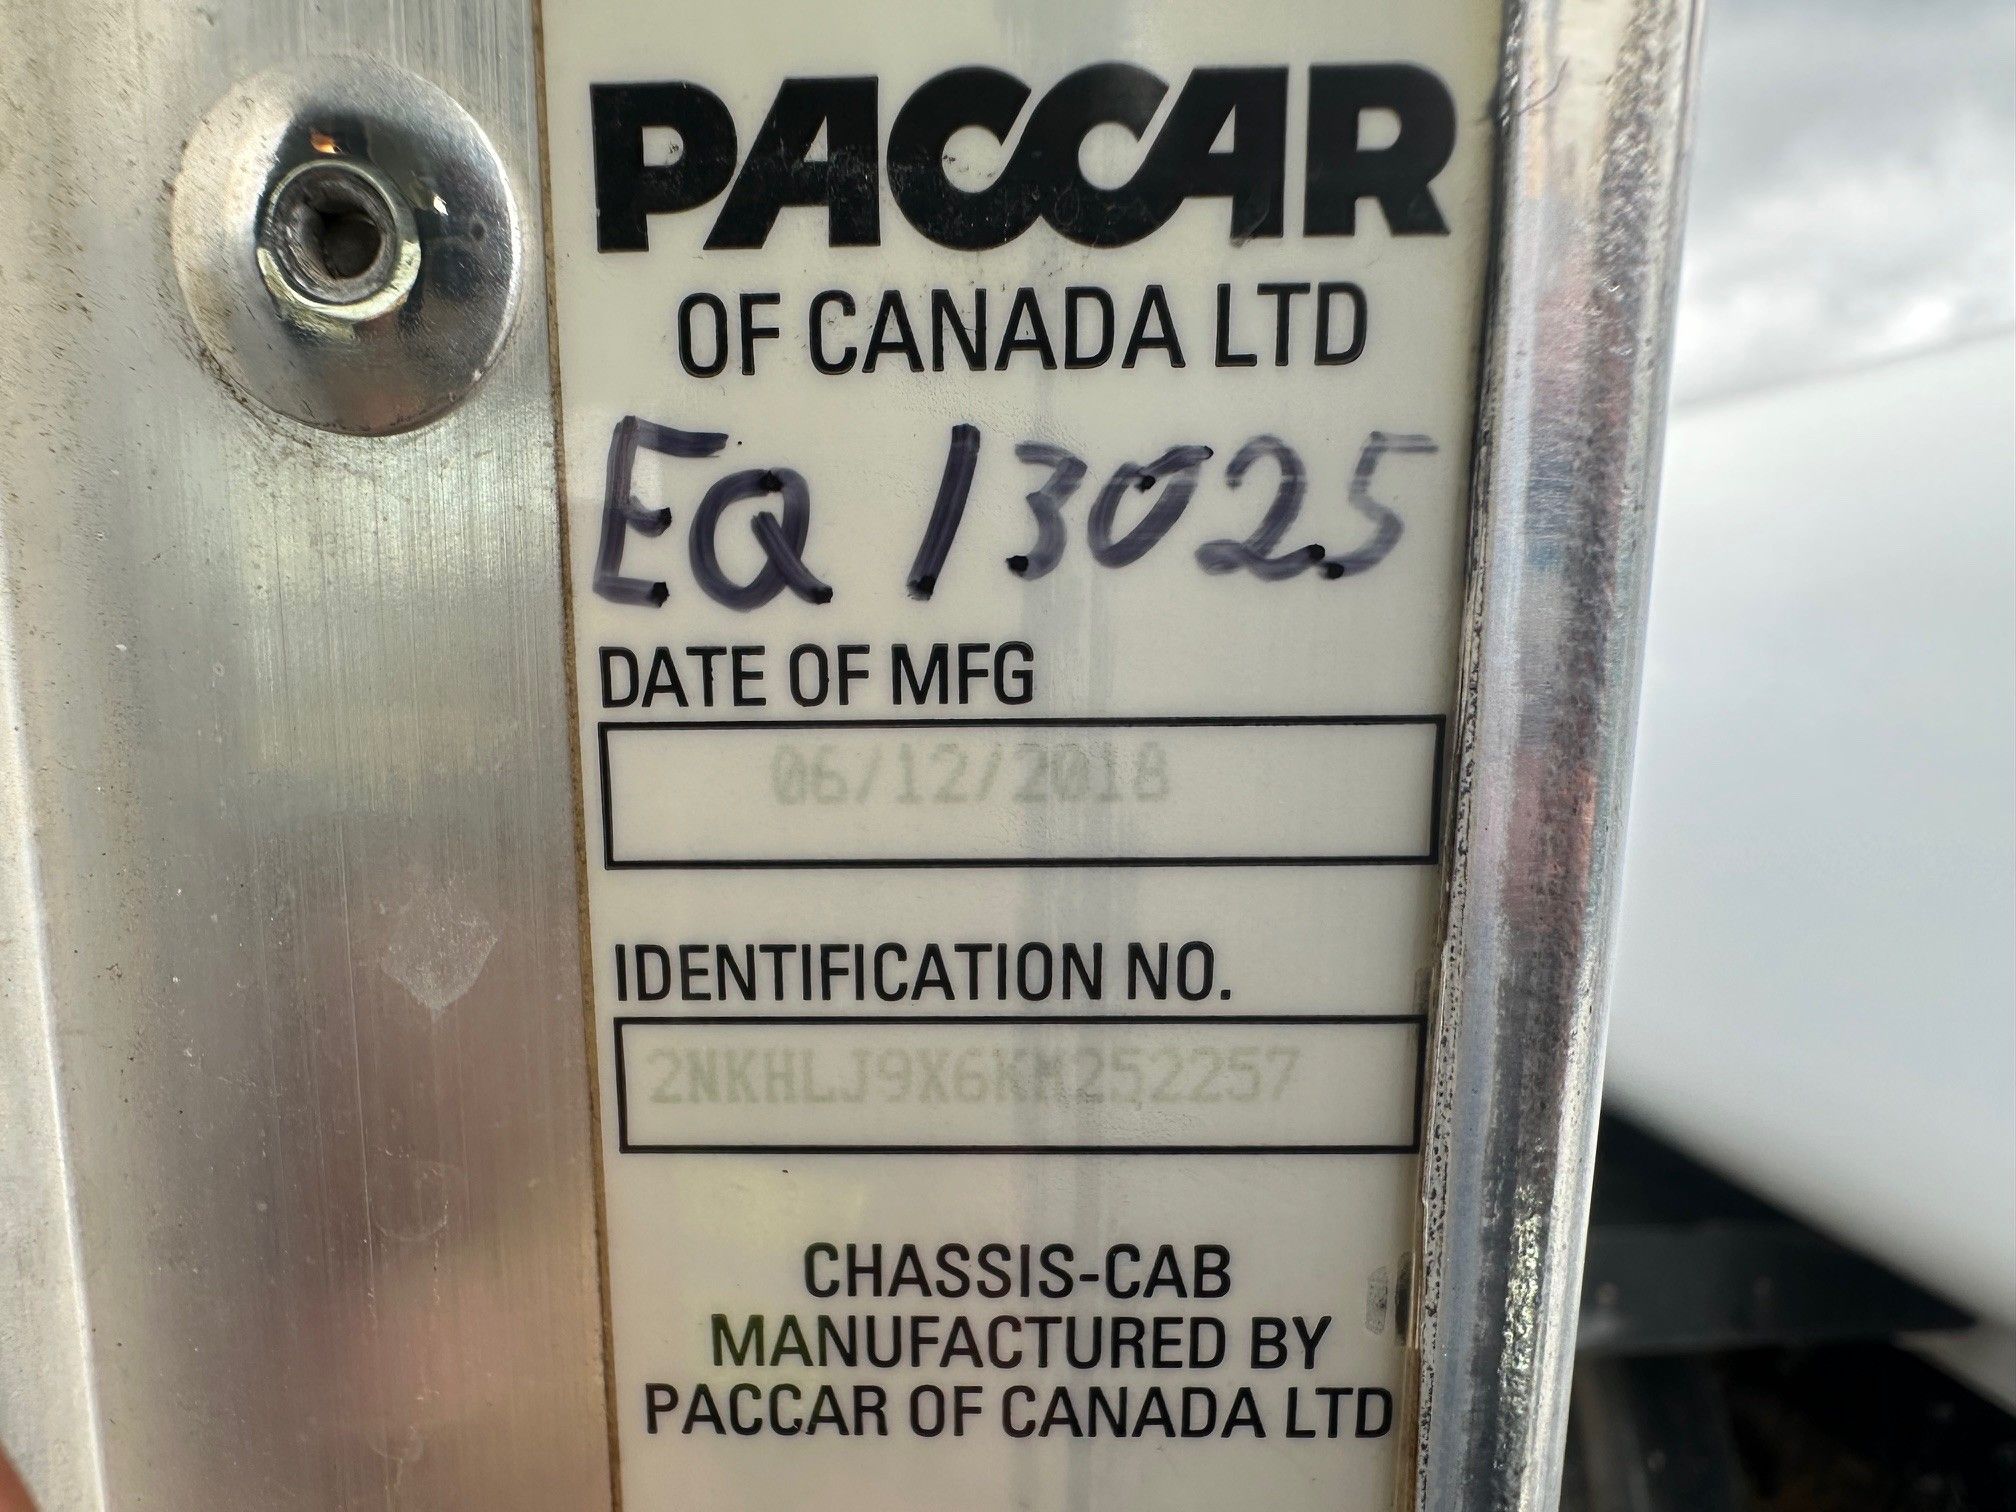 PACCAR
OF CANADA LTD
EQ 13025
DATE OF MFG
06/12/2018
IDENTIFICATION NO.
2NKHLJ9X6KM252257
CHASSIS-CAB
MANUFACTURED BY
PACCAR OF CANADA LTD